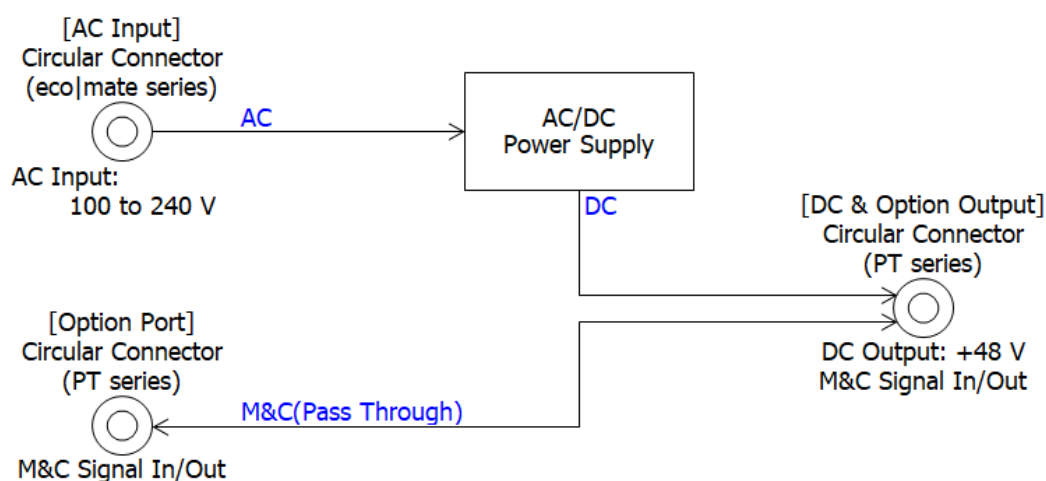 [AC Input]
Circular Connector
(eco|mate series)
AC
AC Input:
100 to 240 V
AC/DC
Power Supply
DC
[DC & Option Output]
Circular Connector
(PT series)
DC Output: +48 V
M&C Signal In/Out
[Option Port]
Circular Connector
(PT series)
M&C(Pass Through)
M&C Signal In/Out